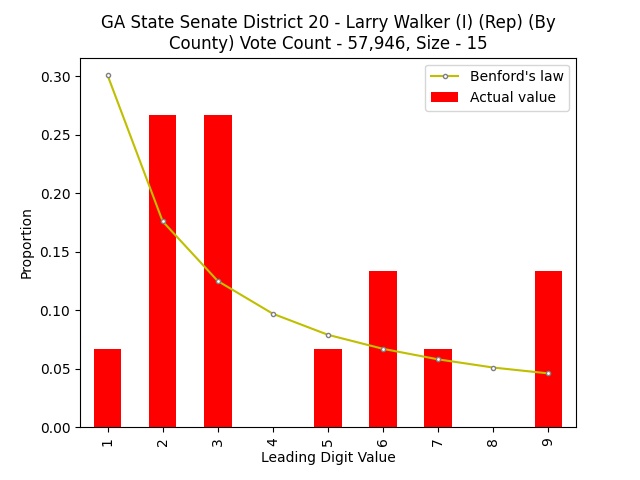 GA State Senate District 20 - Larry Walker (I) (Rep) (By
County) Vote Count - 57,946, Size - 15
Benford's law
Actual value
Proportion
0.30
0.25
0.20
0.15
0.10
0.05
0.00
1 2 3 4 5 6 7 8 9
Leading Digit Value